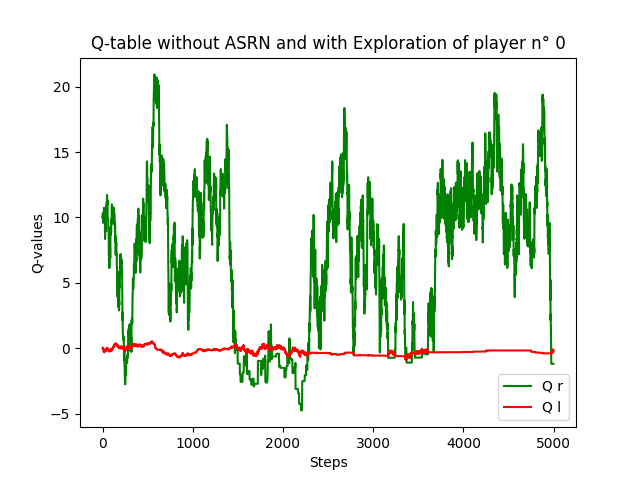 Q-table without ASRN and with Exploration of player n° 0
Q-values
20
15
10
5
0
−5
0 1000 2000 3000 4000 5000
Steps
Q r
Q l